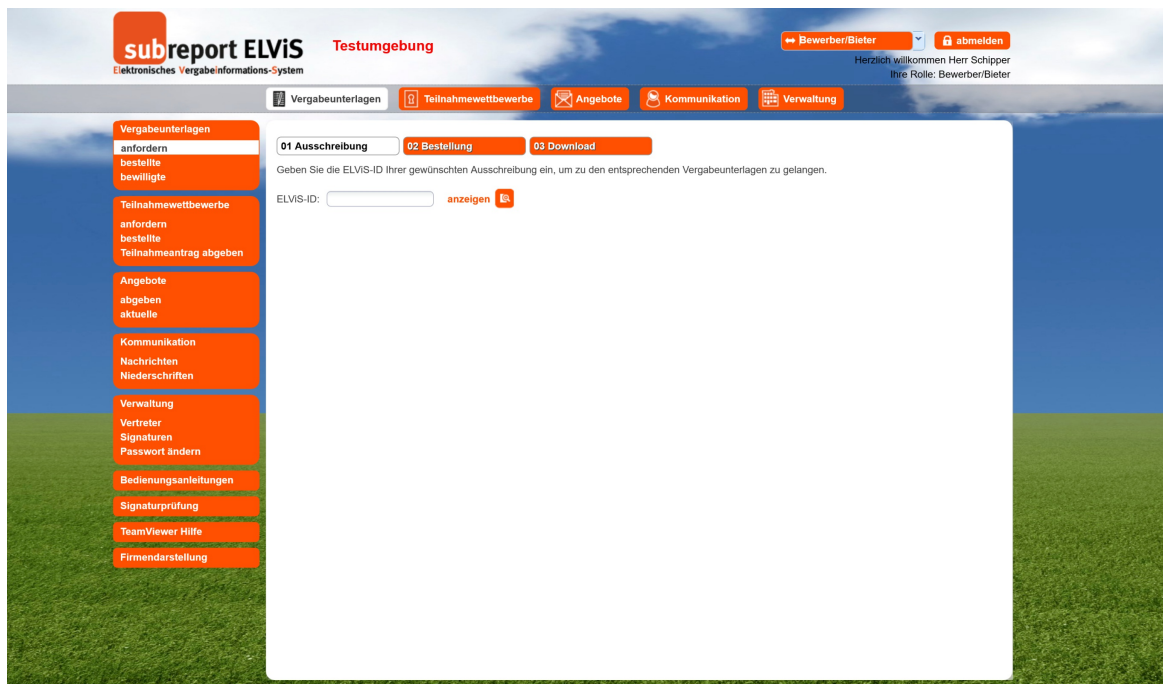 subreport ELViS
Elektronisches Vergabeinformations-System
Testumgebung
Bewerber/Bieter
abmelden
Herzlich willkommen Herr Schipper
Ihre Rolle: Bewerber/Bieter
Vergabeunterlagen
Teilnahmewettbewerbe
Angebote
Kommunikation
Verwaltung
Vergabeunterlagen
anfordern
bestellte
bewilligte
Teilnahmewettbewerbe
anfordern
bestellte
Teilnahmeantrag abgeben
Angebote
abgeben
aktuelle
Kommunikation
Nachrichten
Niederschriften
Verwaltung
Vertreter
Signaturen
Passwort ändern
Bedienungsanleitungen
Signaturprüfung
TeamViewer Hilfe
Firmendarstellung
01 Ausschreibung
02 Bestellung
03 Download
Geben Sie die ELViS-ID Ihrer gewünschten Ausschreibung ein, um zu den entsprechenden Vergabeunterlagen zu gelangen.
ELViS-ID:
anzeigen